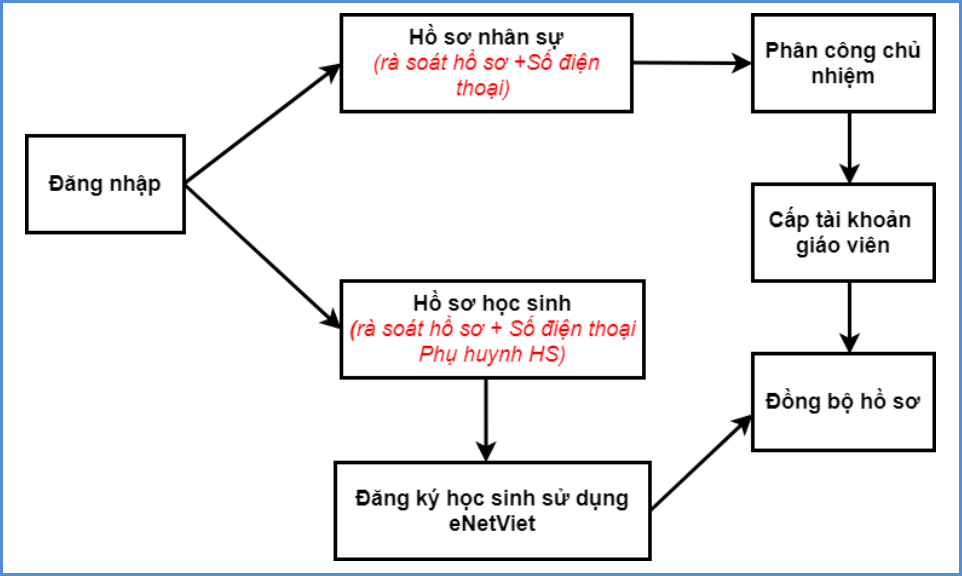 Hồ sơ nhân sự
(rà soát hồ sơ +Số điện
thoại)
Phân công chủ
nhiệm
Đăng nhập
Cấp tài khoản
giáo viên
Hồ sơ học sinh
(rà soát hồ sơ + Số điện thoại
Phụ huynh HS)
Đồng bộ hồ sơ
Đăng ký học sinh sử dụng
eNetViet